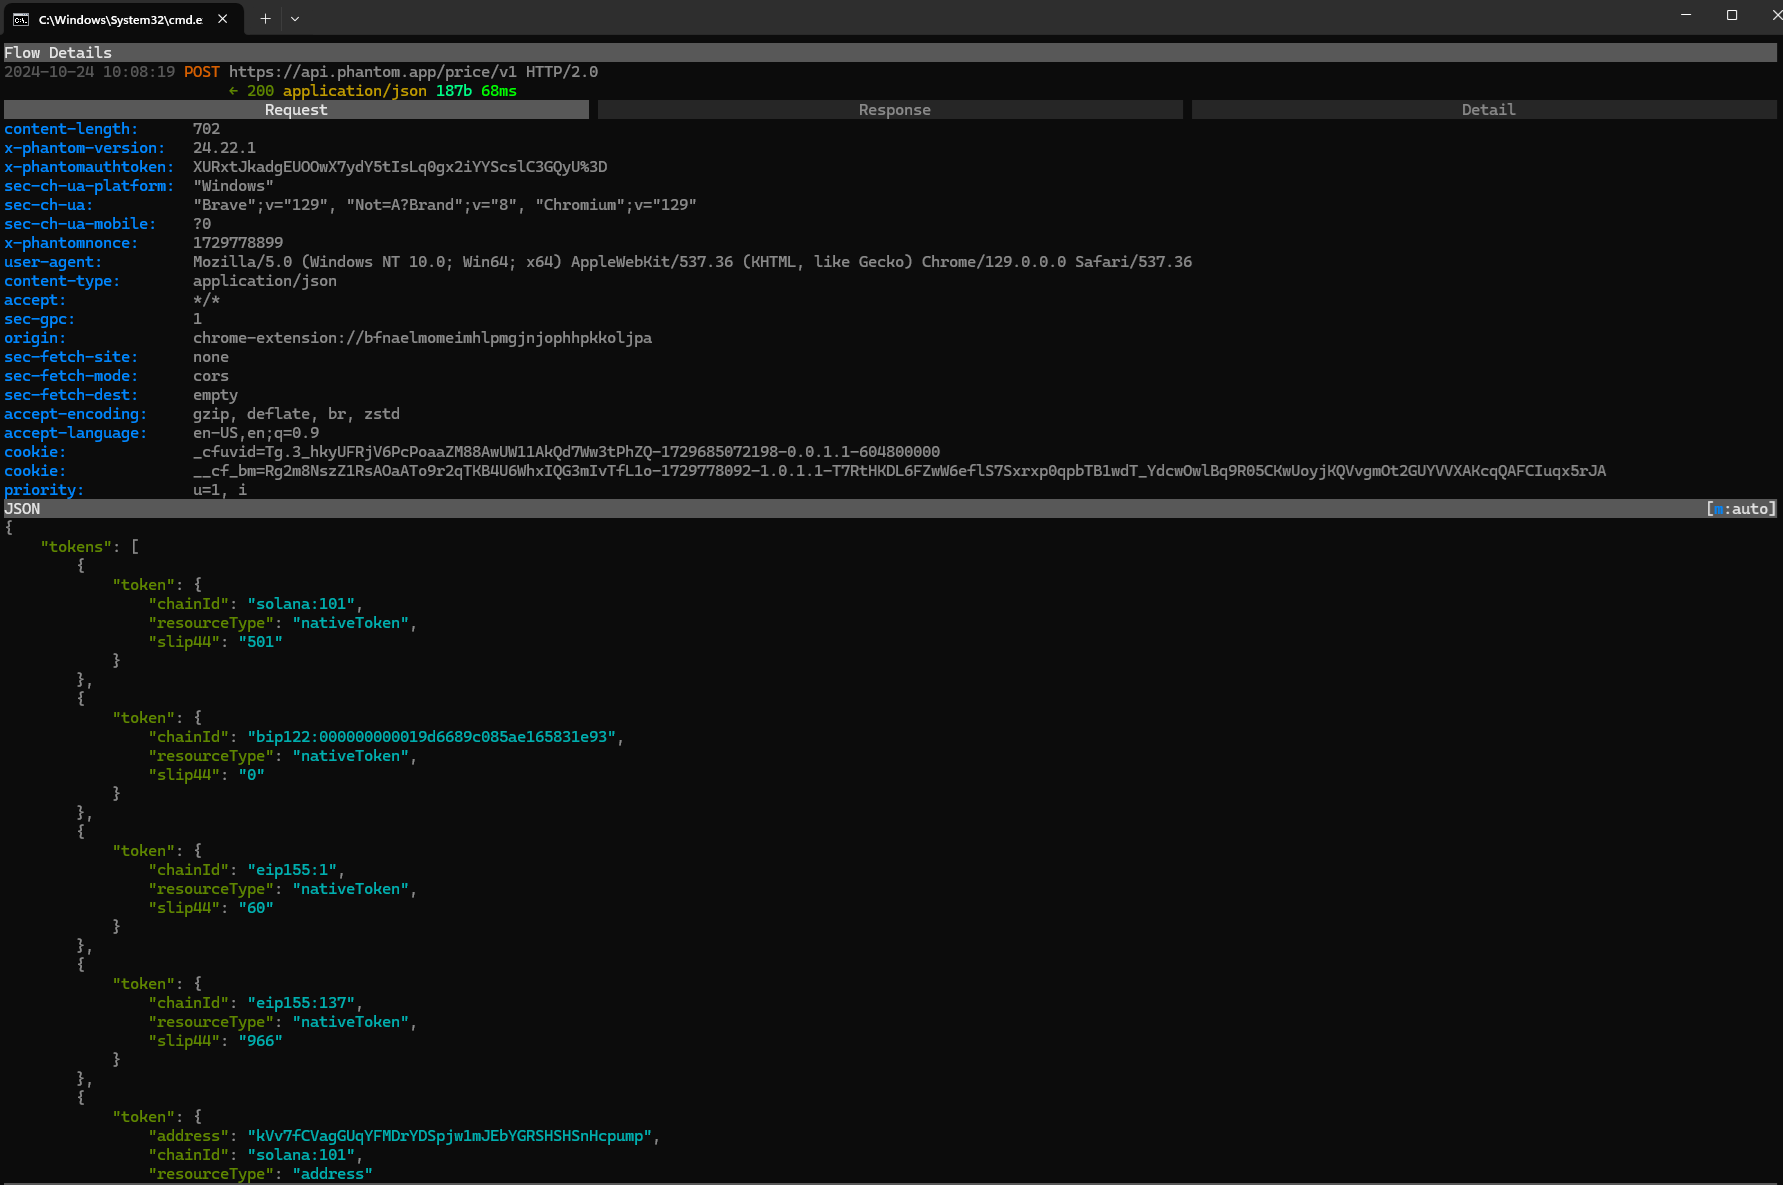 C:\Windows\System32\cmd.e
Flow Details
2024-10-24 10:08:19 POST https://api.phantom.app/price/v1 HTTP/2.0
← 200 application/json 187b 68ms
Request Response Detail
content-length: 702
x-phantom-version: 24.22.1
x-phantomauthtoken: XURxtJkadgEUOOwX7ydY5tIsLq0gx2iYYScslC3GQyU%3D
sec-ch-ua-platform: "Windows"
sec-ch-ua: "Brave";v="129", "Not=A?Brand";v="8", "Chromium";v="129"
sec-ch-ua-mobile: ?0
x-phantomnonce: 1729778899
user-agent: Mozilla/5.0 (Windows NT 10.0; Win64; x64) AppleWebKit/537.36 (KHTML, like Gecko) Chrome/129.0.0.0 Safari/537.36
content-type: application/json
accept: */*
sec-gpc: 1
origin: chrome-extension://bfnaelmomeimhlpmgjnjophhpkkoljpa
sec-fetch-site: none
sec-fetch-mode: cors
sec-fetch-dest: empty
accept-encoding: gzip, deflate, br, zstd
accept-language: en-US,en;q=0.9
cookie: _cfuvid=Tg.3_hkyUFRjV6PcPoaaZM88AwUW11AkQd7Ww3tPhZQ-1729685072198-0.0.1.1-604800000
cookie: __cf_bm=Rg2m8NszZ1RsAOaATo9r2qTKB4U6WhxIQG3mIvTfL1o-1729778092-1.0.1.1-T7RtHKDL6FZwW6eflS7Sxrxp0qpbTB1wdT_YdcwOwlBq9R05CKwUoyjKQVvgmOt2GUYVVXAKcqQAFCIuqx5rJA
priority: u=1, i
JSON [m:auto]
{
"tokens": [
{
"token": {
"chainId": "solana:101",
"resourceType": "nativeToken",
"slip44": "501"
}
},
{
"token": {
"chainId": "bip122:000000000019d6689c085ae165831e93",
"resourceType": "nativeToken",
"slip44": "0"
}
},
{
"token": {
"chainId": "eip155:1",
"resourceType": "nativeToken",
"slip44": "60"
}
},
{
"token": {
"chainId": "eip155:137",
"resourceType": "nativeToken",
"slip44": "966"
}
},
{
"token": {
"address": "kVv7fCVagGUqYFMDrYDSpjw1mJEbYGRSHSHSnHcpump",
"chainId": "solana:101",
"resourceType": "address"